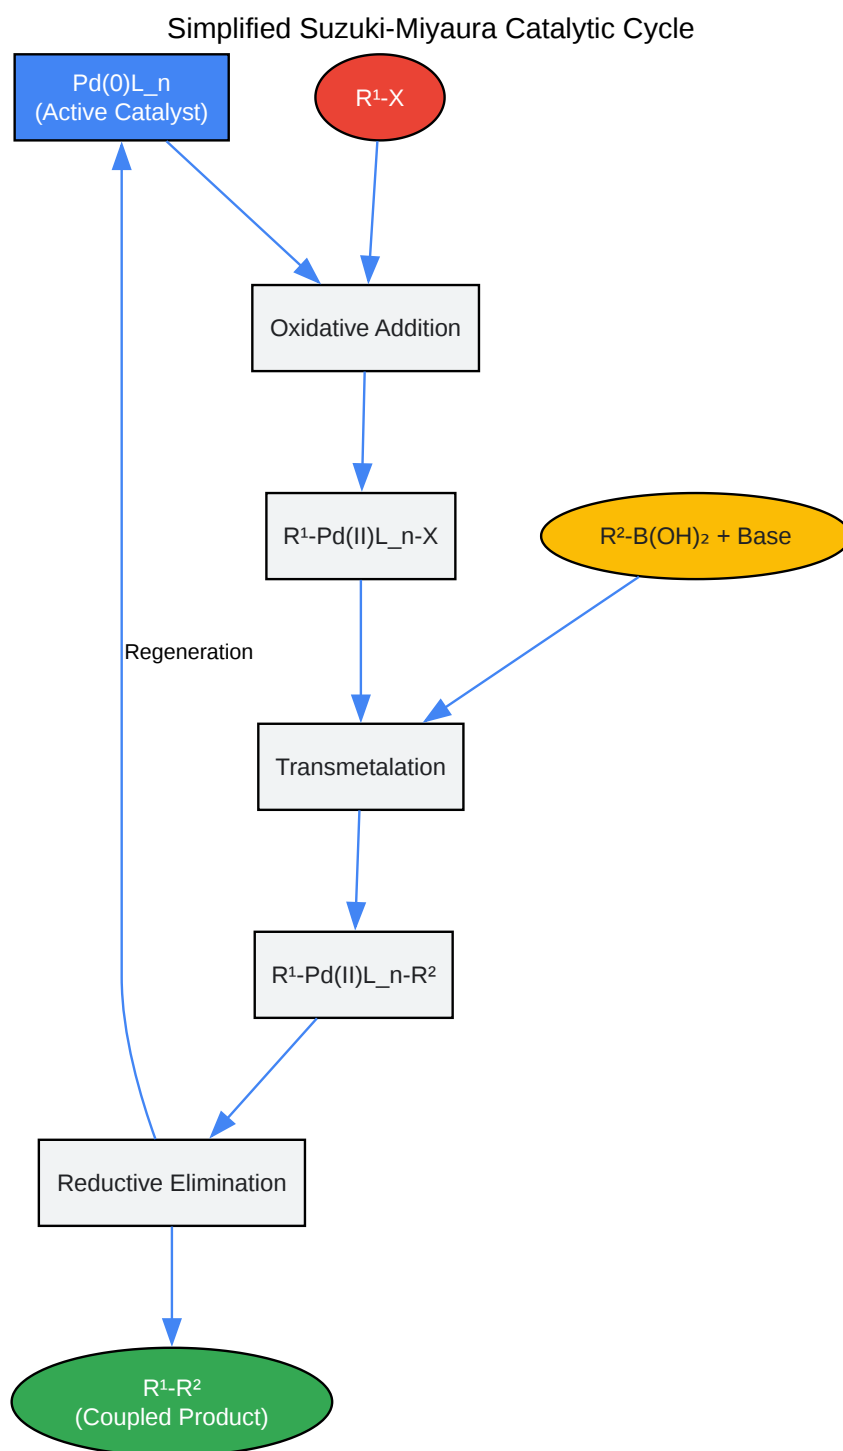 Simplified Suzuki-Miyaura Catalytic Cycle
Pd(0)L_n
(Active Catalyst)
R¹-X
Oxidative Addition
R¹-Pd(II)L_n-X
R²-B(OH)₂ + Base
Regeneration
Transmetalation
R¹-Pd(II)L_n-R²
Reductive Elimination
R¹-R²
(Coupled Product)